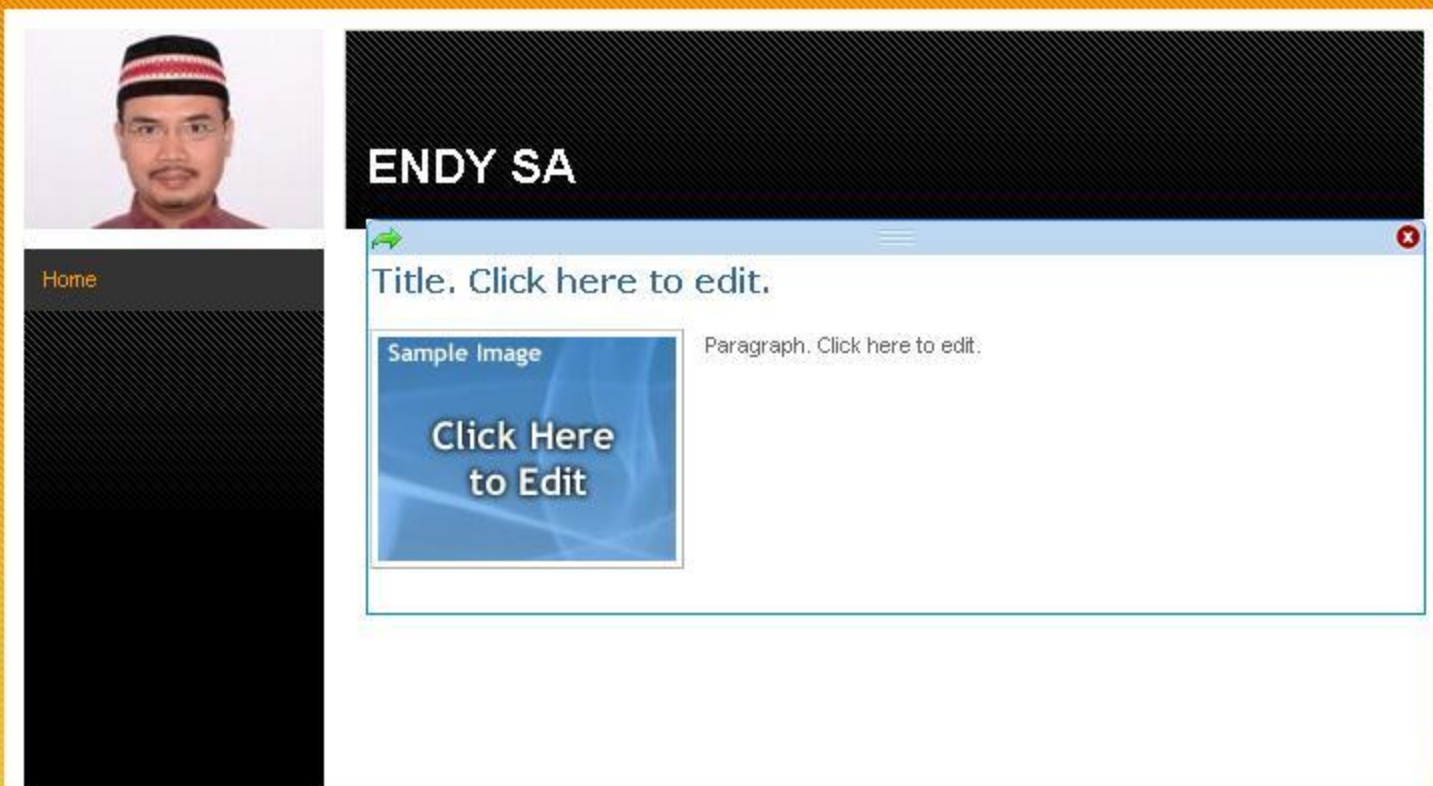 ENDY SA
Home
Title. Click here to edit.
Sample Image
Click Here
to Edit
Paragraph. Click here to edit.